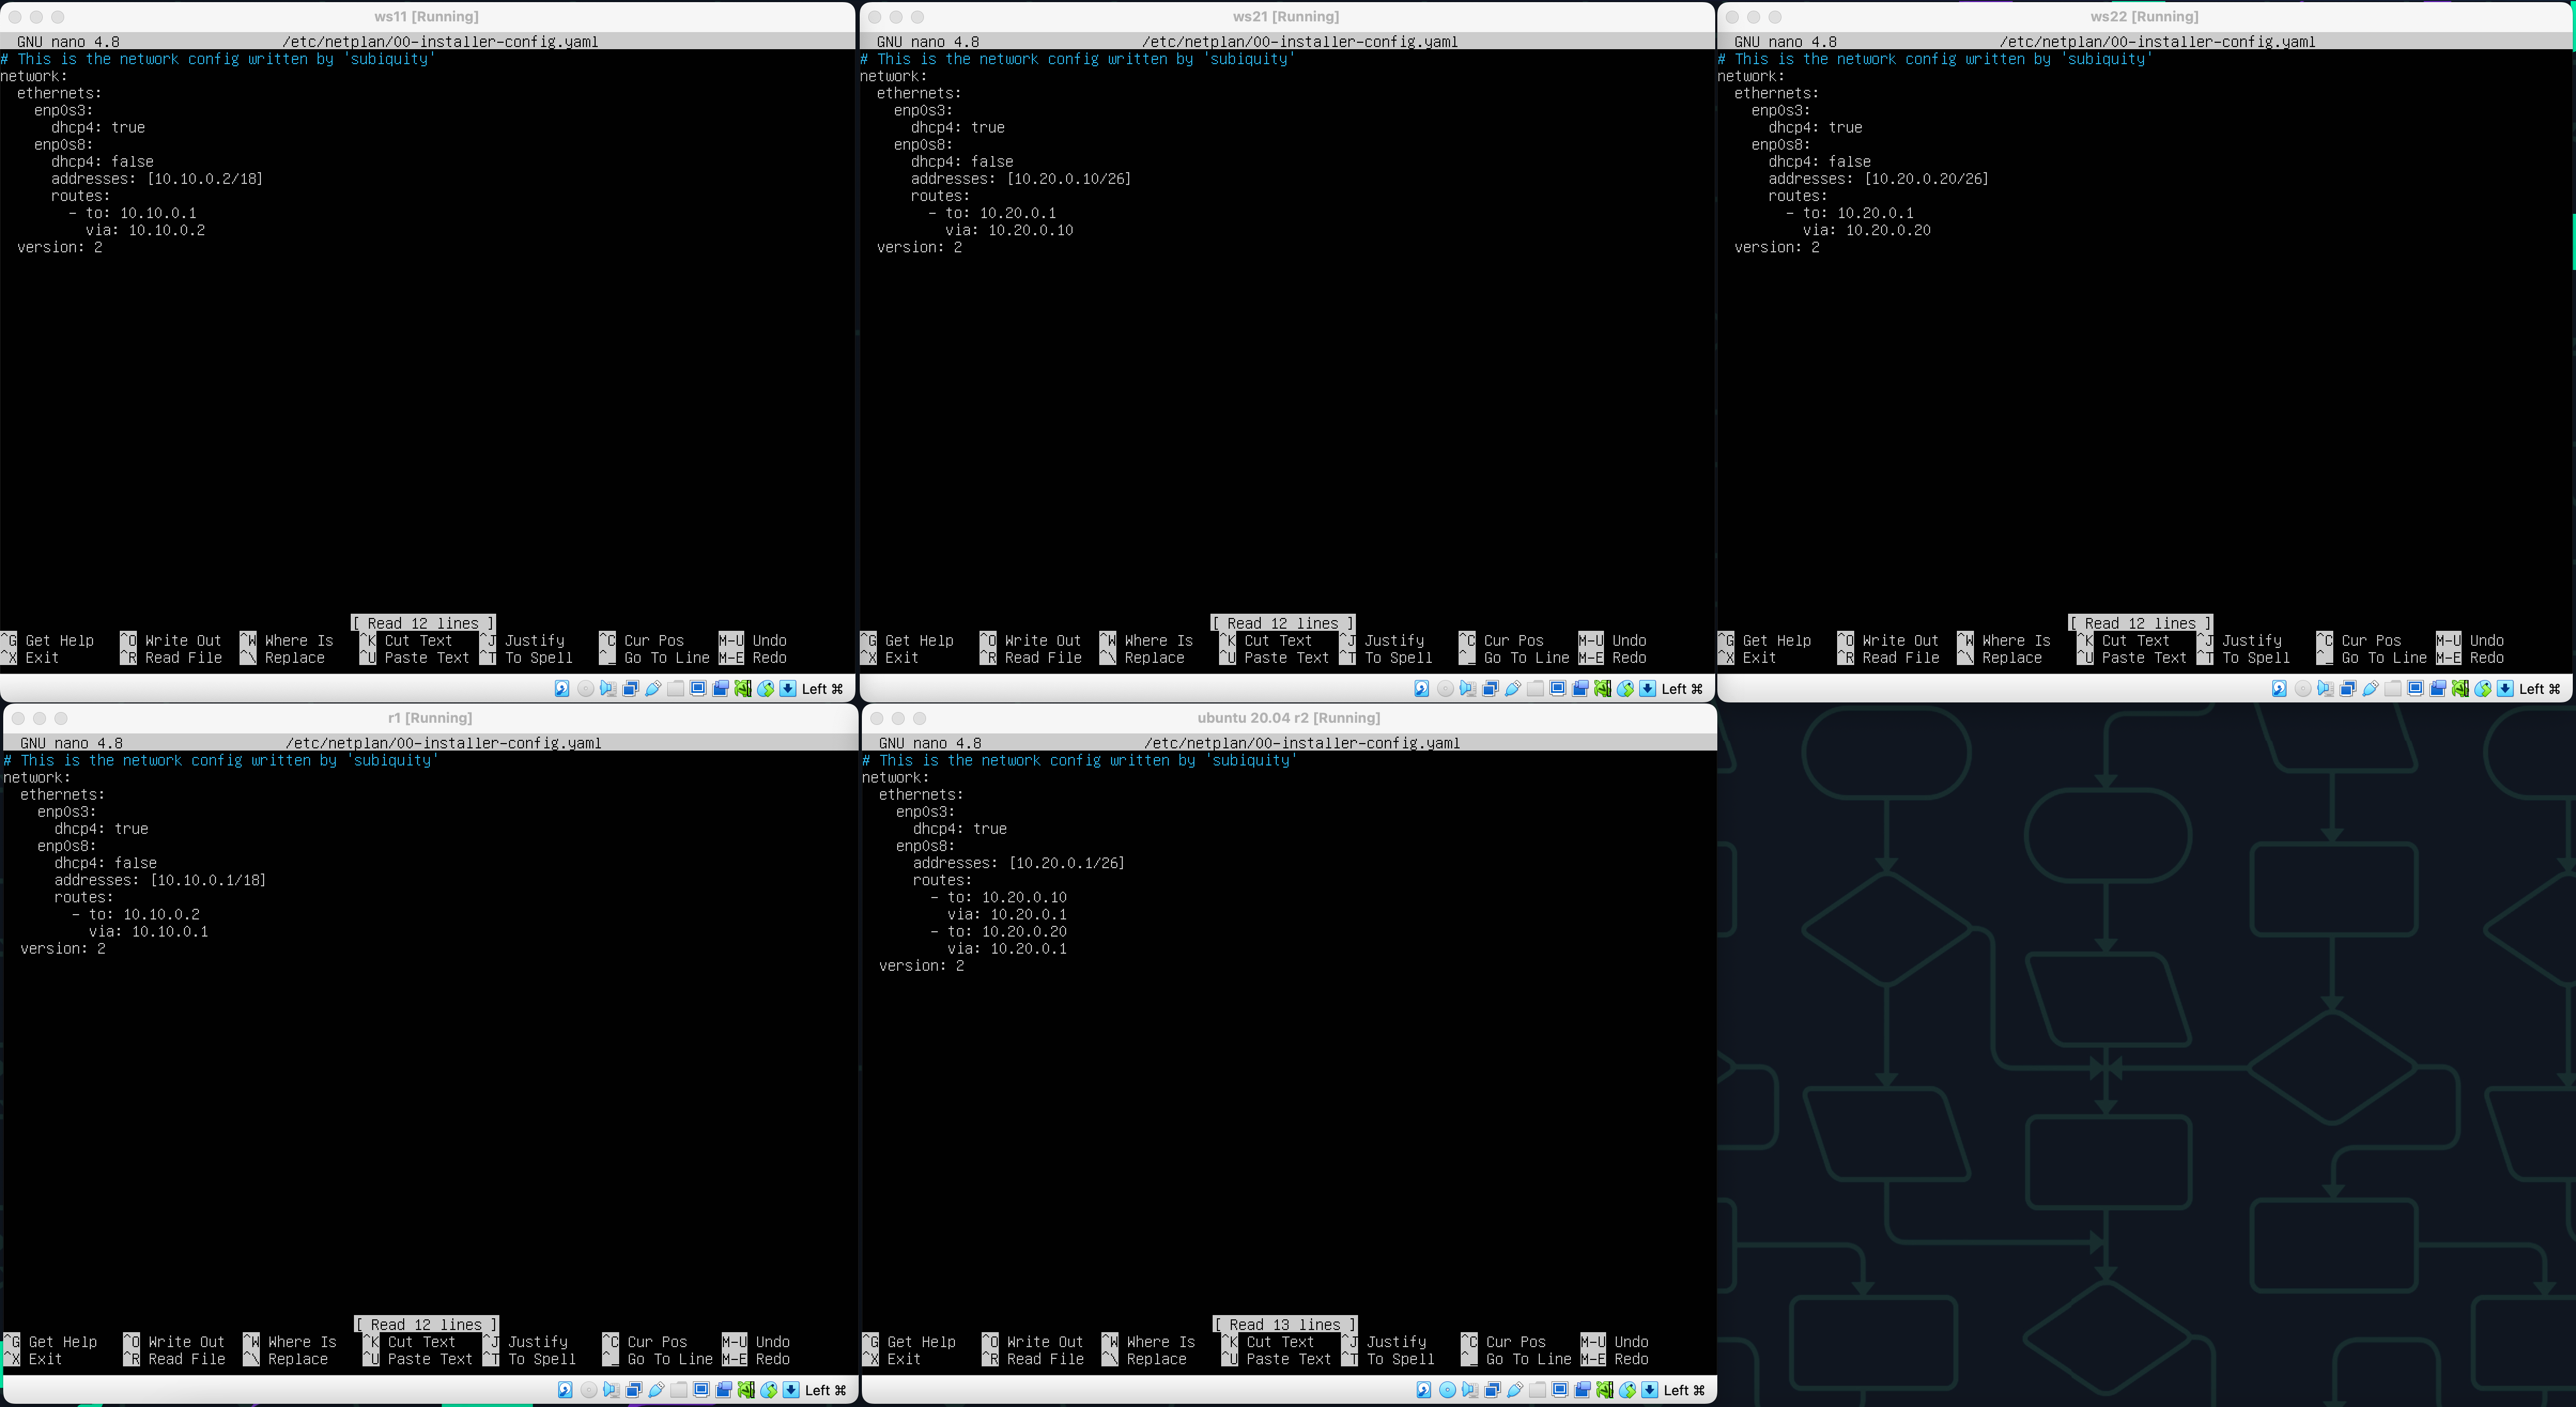 ws11 [Running]
GNU nano 4.8 /etc/netplan/00-installer-config.yaml
# This is the network config written by 'subiquity'
network:
  ethernets:
    enp0s3:
      dhcp4: true
    enp0s8:
      dhcp4: false
      addresses: [10.10.0.2/18]
      routes:
        - to: 10.10.0.1
          via: 10.10.0.2
  version: 2
[ Read 12 lines ]
^G Get Help ^O Write Out ^W Where Is ^K Cut Text ^J Justify ^C Cur Pos M-U Undo
^X Exit ^R Read File ^\ Replace ^U Paste Text ^T To Spell ^_ Go To Line M-E Redo
Left ⌘
ws21 [Running]
GNU nano 4.8 /etc/netplan/00-installer-config.yaml
# This is the network config written by 'subiquity'
network:
  ethernets:
    enp0s3:
      dhcp4: true
    enp0s8:
      dhcp4: false
      addresses: [10.20.0.10/26]
      routes:
        - to: 10.20.0.1
          via: 10.20.0.10
  version: 2
[ Read 12 lines ]
^G Get Help ^O Write Out ^W Where Is ^K Cut Text ^J Justify ^C Cur Pos M-U Undo
^X Exit ^R Read File ^\ Replace ^U Paste Text ^T To Spell ^_ Go To Line M-E Redo
Left ⌘
ws22 [Running]
GNU nano 4.8 /etc/netplan/00-installer-config.yaml
# This is the network config written by 'subiquity'
network:
  ethernets:
    enp0s3:
      dhcp4: true
    enp0s8:
      dhcp4: false
      addresses: [10.20.0.20/26]
      routes:
        - to: 10.20.0.1
          via: 10.20.0.20
  version: 2
[ Read 12 lines ]
^G Get Help ^O Write Out ^W Where Is ^K Cut Text ^J Justify ^C Cur Pos M-U Undo
^X Exit ^R Read File ^\ Replace ^U Paste Text ^T To Spell ^_ Go To Line M-E Redo
Left ⌘
r1 [Running]
GNU nano 4.8 /etc/netplan/00-installer-config.yaml
# This is the network config written by 'subiquity'
network:
  ethernets:
    enp0s3:
      dhcp4: true
    enp0s8:
      dhcp4: false
      addresses: [10.10.0.1/18]
      routes:
        - to: 10.10.0.2
          via: 10.10.0.1
  version: 2
[ Read 12 lines ]
^G Get Help ^O Write Out ^W Where Is ^K Cut Text ^J Justify ^C Cur Pos M-U Undo
^X Exit ^R Read File ^\ Replace ^U Paste Text ^T To Spell ^_ Go To Line M-E Redo
Left ⌘
ubuntu 20.04 r2 [Running]
GNU nano 4.8 /etc/netplan/00-installer-config.yaml
# This is the network config written by 'subiquity'
network:
  ethernets:
    enp0s3:
      dhcp4: true
    enp0s8:
      addresses: [10.20.0.1/26]
      routes:
        - to: 10.20.0.10
          via: 10.20.0.1
        - to: 10.20.0.20
          via: 10.20.0.1
  version: 2
[ Read 13 lines ]
^G Get Help ^O Write Out ^W Where Is ^K Cut Text ^J Justify ^C Cur Pos M-U Undo
^X Exit ^R Read File ^\ Replace ^U Paste Text ^T To Spell ^_ Go To Line M-E Redo
Left ⌘